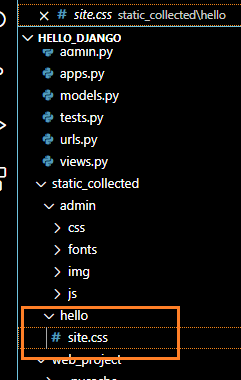 # site.css static_collected\hello
HELLO_DJANGO
admin.py
apps.py
models.py
tests.py
urls.py
views.py
static_collected
admin
css
fonts
img
js
hello
# site.css
web_project